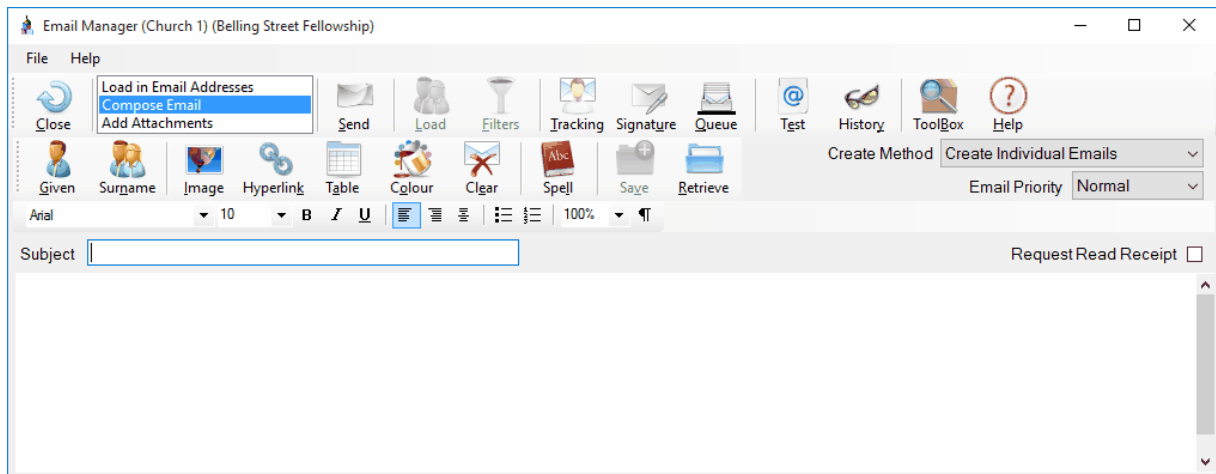 Email Manager (Church 1) (Belling Street Fellowship)
File Help
Load in Email Addresses
Compose Email
Add Attachments
Close Send Load Filters Tracking Signature Queue Test History ToolBox Help
Given Surname Image Hyperlink Table Colour Clear Abc Spell Save Retrieve
Create Method Create Individual Emails
Email Priority Normal
Arial 10 B I U 100% ¶
Subject Request Read Receipt